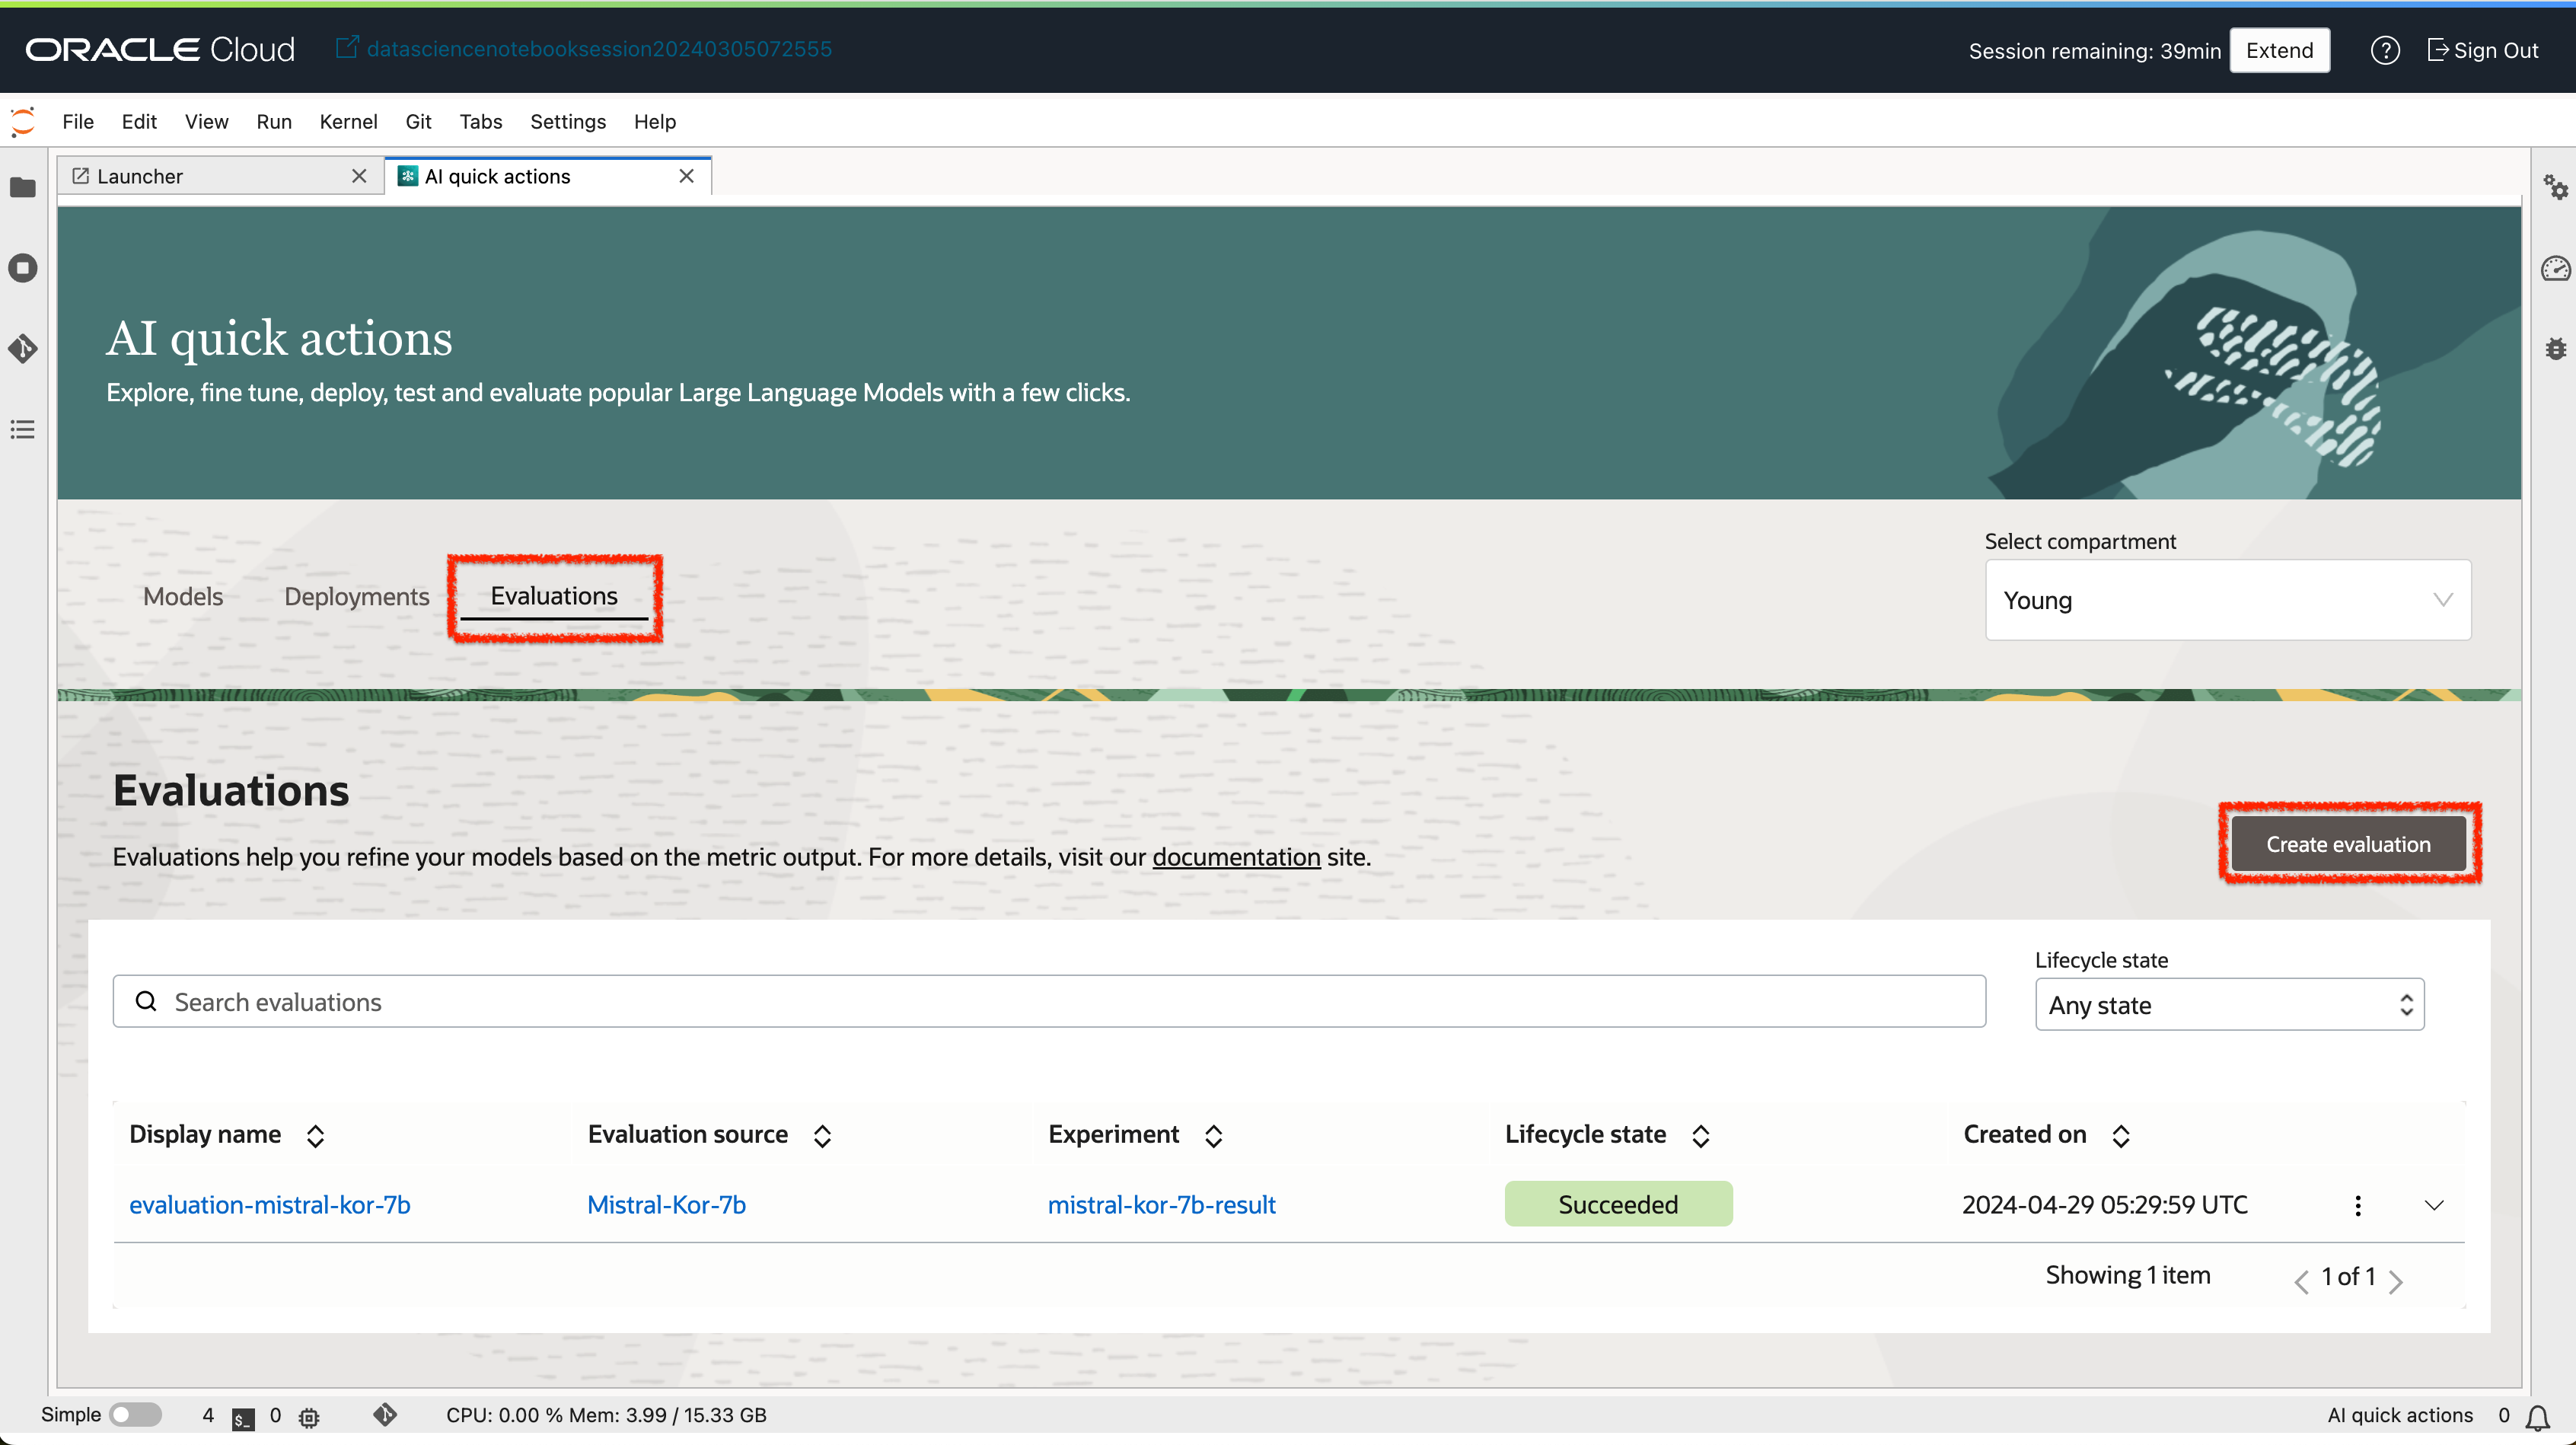 ORACLE Cloud datasciencenotebooksession20240305072555 Session remaining: 39min Extend Sign Out
File Edit View Run Kernel Git Tabs Settings Help
Launcher AI quick actions
AI quick actions
Explore, fine tune, deploy, test and evaluate popular Large Language Models with a few clicks.
Select compartment
Models Deployments Evaluations Young
Evaluations
Evaluations help you refine your models based on the metric output. For more details, visit our documentation site. Create evaluation
Lifecycle state
Search evaluations Any state
Display name Evaluation source Experiment Lifecycle state Created on
evaluation-mistral-kor-7b Mistral-Kor-7b mistral-kor-7b-result Succeeded 2024-04-29 05:29:59 UTC
Showing 1 item 1 of 1
Simple 4 $_ 0 CPU: 0.00 % Mem: 3.99 / 15.33 GB AI quick actions 0